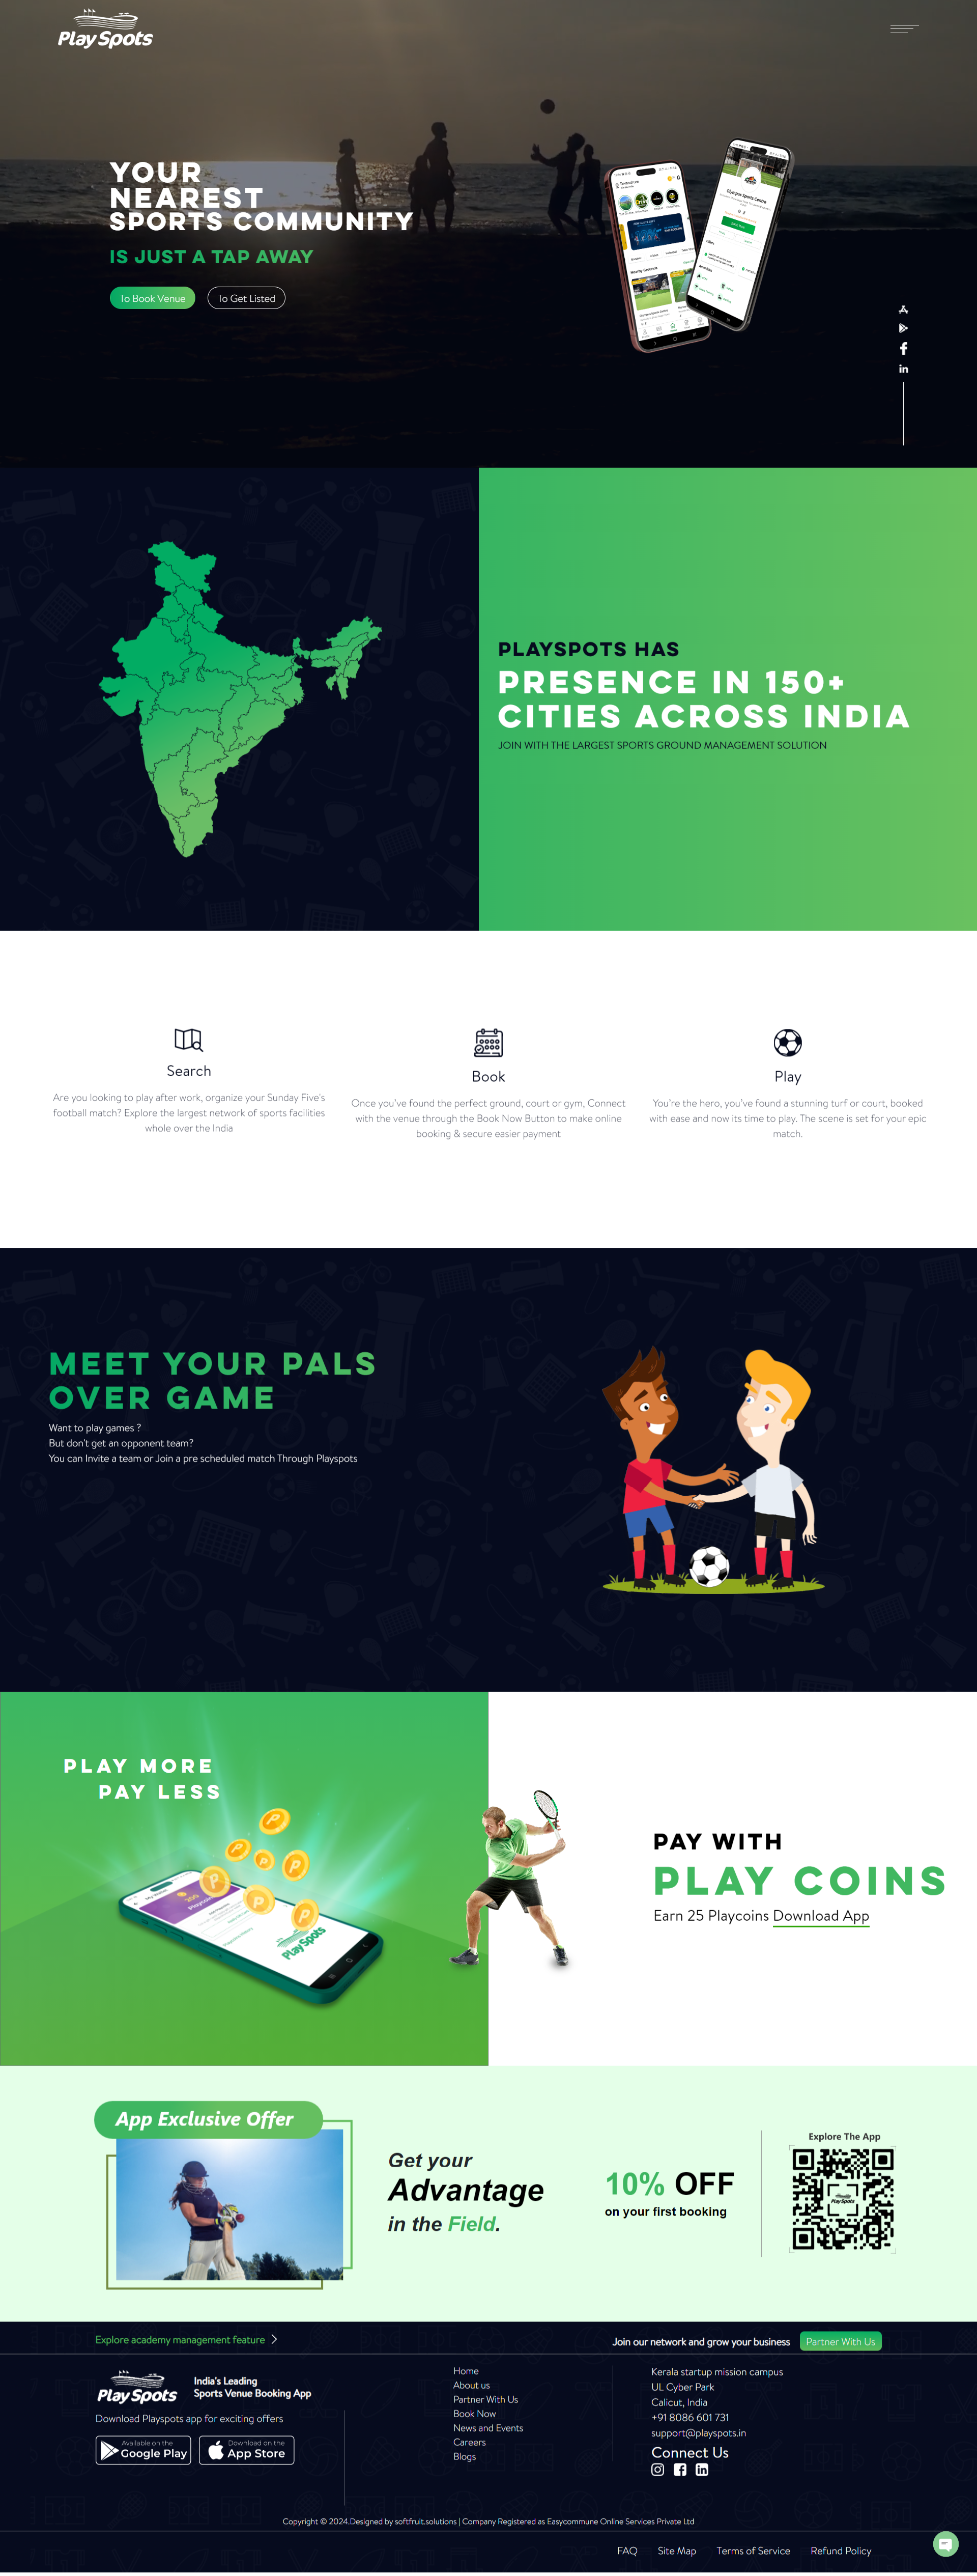 Play Spots
YOUR
NEAREST
SPORTS COMMUNITY
IS JUST A TAP AWAY
To Book Venue
To Get Listed
Olympus Sports Centre
Nearby Grounds
PLAYSPOTS HAS
PRESENCE IN 150+
CITIES ACROSS INDIA
JOIN WITH THE LARGEST SPORTS GROUND MANAGEMENT SOLUTION
Search
Are you looking to play after work, organize your Sunday Five's
football match? Explore the largest network of sports facilities
whole over the India
Book
Once you've found the perfect ground, court or gym, Connect
with the venue through the Book Now Button to make online
booking & secure easier payment
Play
You're the hero, you've found a stunning turf or court, booked
with ease and now its time to play. The scene is set for your epic
match.
MEET YOUR PALS
OVER GAME
Want to play games ?
But don't get an opponent team?
You can Invite a team or Join a pre scheduled match Through Playspots
PLAY MORE
PAY LESS
Play Spots
PAY WITH
PLAY COINS
Earn 25 Playcoins Download App
App Exclusive Offer
Get your
Advantage
in the Field.
10% OFF
on your first booking
Explore The App
Play Spots
Explore academy management feature
Join our network and grow your business
Partner With Us
Play Spots
India's Leading
Sports Venue Booking App
Download Playspots app for exciting offers
Available on the
Google Play
Download on the
App Store
Home
About us
Partner With Us
Book Now
News and Events
Careers
Blogs
Kerala startup mission campus
UL Cyber Park
Calicut, India
+91 8086 601 731
support@playspots.in
Connect Us
Copyright © 2024.Designed by softfruit.solutions | Company Registered as Easycommune Online Services Private Ltd
FAQ
Site Map
Terms of Service
Refund Policy